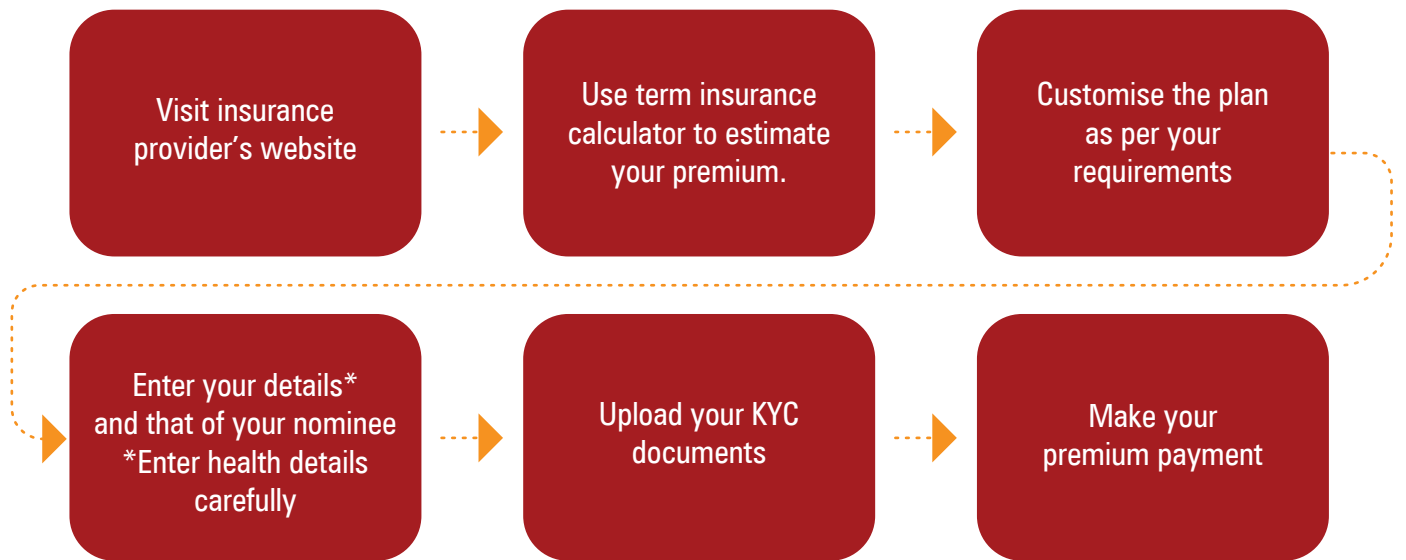 Visit insurance
provider's website
Use term insurance
calculator to estimate
your premium.
Customise the plan
as per your
requirements
Enter your details*
and that of your nominee
*Enter health details
carefully
Upload your KYC
documents
Make your
premium payment